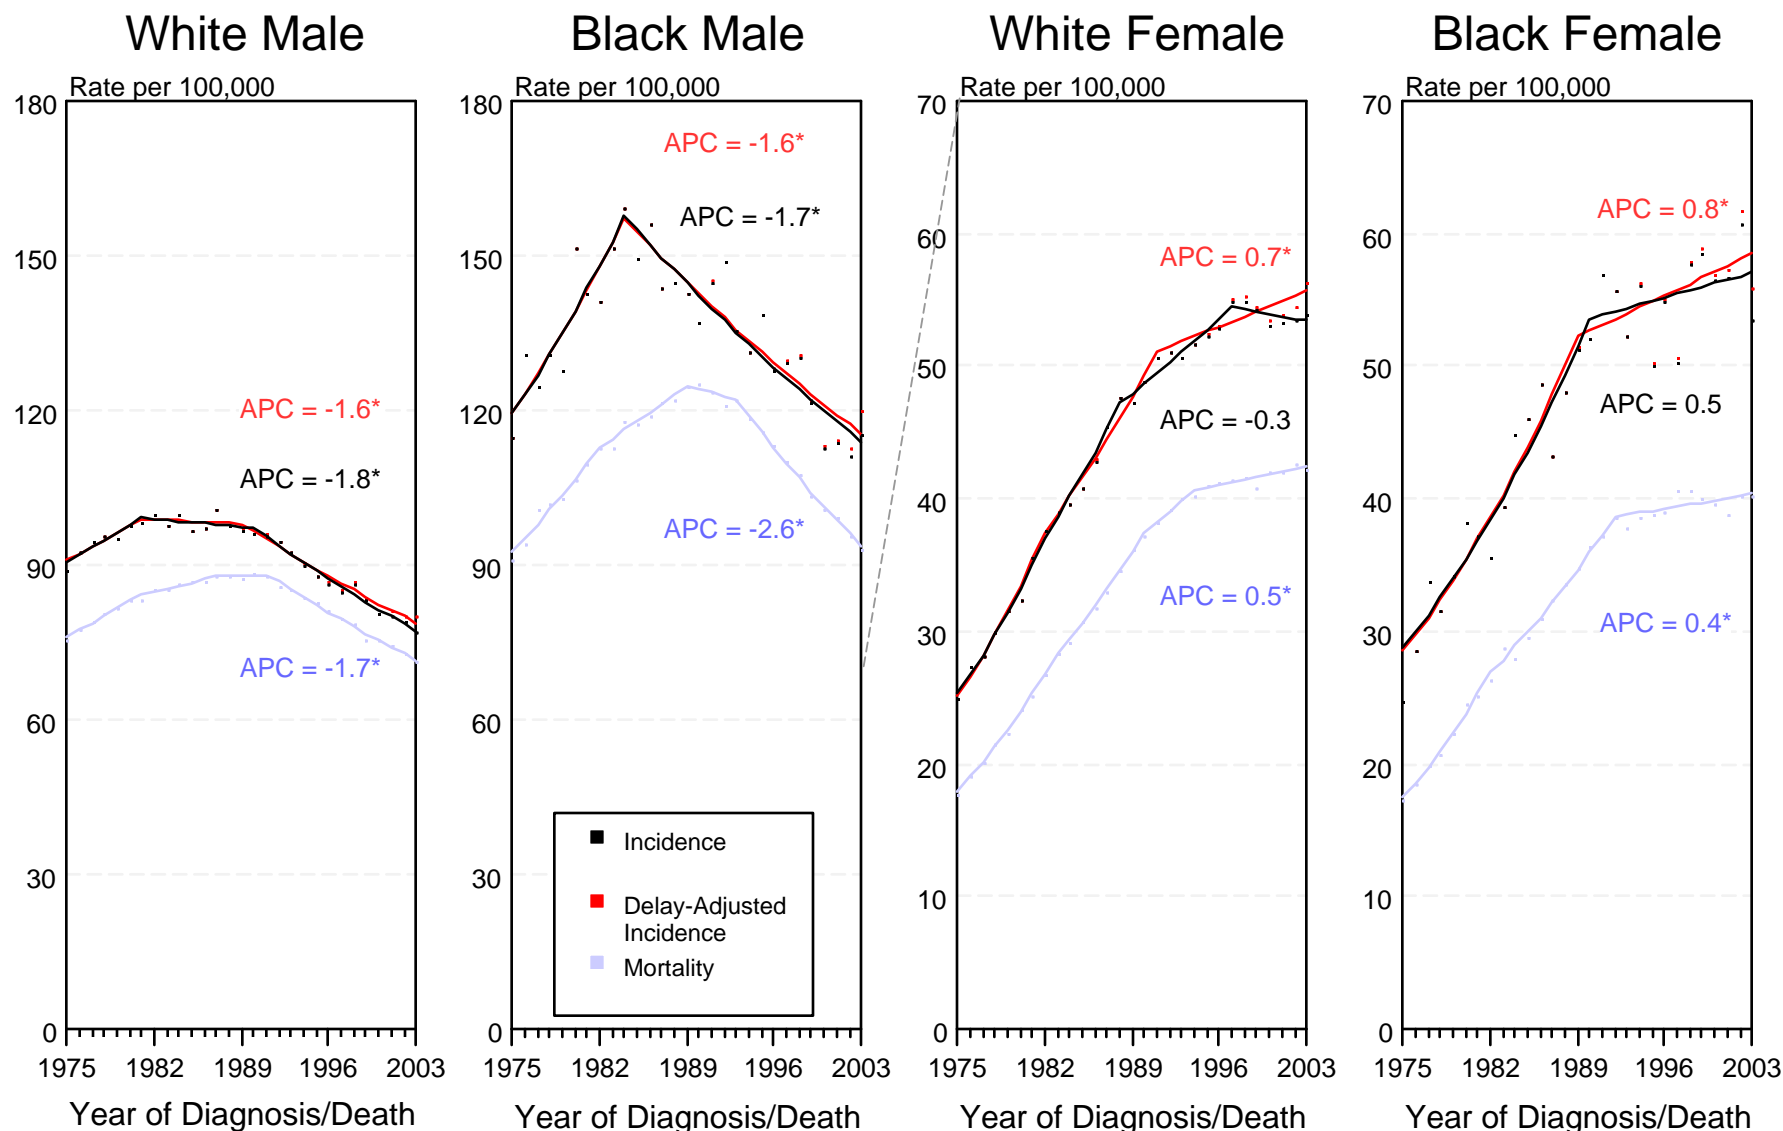 White Male
Black Male
White Female
Black Female
Rate per 100,000
Rate per 100,000
Rate per 100,000
Rate per 100,000
180
150
120
90
60
30
0
APC = -1.6*
APC = -1.8*
APC = -1.7*
1975
1982
1989
1996
2003
Year of Diagnosis/Death
180
150
120
90
60
30
0
APC = -1.6*
APC = -1.7*
APC = -2.6*
Incidence
Delay-Adjusted
Incidence
Mortality
1975
1982
1989
1996
2003
Year of Diagnosis/Death
70
60
50
40
30
20
10
0
APC = 0.7*
APC = -0.3
APC = 0.5*
1975
1982
1989
1996
2003
Year of Diagnosis/Death
70
60
50
40
30
20
10
0
APC = 0.8*
APC = 0.5
APC = 0.4*
1975
1982
1989
1996
2003
Year of Diagnosis/Death